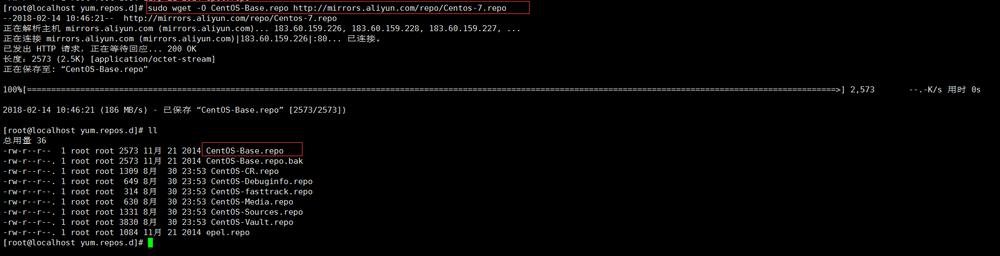 [root@localhost yum.repos.d]# sudo wget -O CentOS-Base.repo http://mirrors.aliyun.com/repo/Centos-7.repo
--2018-02-14 10:46:21--  http://mirrors.aliyun.com/repo/Centos-7.repo
正在解析主机 mirrors.aliyun.com (mirrors.aliyun.com)... 183.60.159.226, 183.60.159.228, 183.60.159.227, ...
正在连接 mirrors.aliyun.com (mirrors.aliyun.com)|183.60.159.226|:80... 已连接。
已发出 HTTP 请求，正在等待回应... 200 OK
长度：2573 (2.5K) [application/octet-stream]
正在保存至: “CentOS-Base.repo”
100%[======================================================================================================================================================================>] 2,573       --.-K/s 用时 0s
2018-02-14 10:46:21 (186 MB/s) - 已保存 “CentOS-Base.repo” [2573/2573])
[root@localhost yum.repos.d]# ll
总用量 36
-rw-r--r--  1 root root 2573 11月 21 2014 CentOS-Base.repo
-rw-r--r--. 1 root root 2573 11月 21 2014 CentOS-Base.repo.bak
-rw-r--r--. 1 root root 1309 8月  30 23:53 CentOS-CR.repo
-rw-r--r--. 1 root root  649 8月  30 23:53 CentOS-Debuginfo.repo
-rw-r--r--. 1 root root  314 8月  30 23:53 CentOS-fasttrack.repo
-rw-r--r--. 1 root root  630 8月  30 23:53 CentOS-Media.repo
-rw-r--r--. 1 root root 1331 8月  30 23:53 CentOS-Sources.repo
-rw-r--r--. 1 root root 3830 8月  30 23:53 CentOS-Vault.repo
-rw-r--r--. 1 root root 1084 11月 21 2014 epel.repo
[root@localhost yum.repos.d]#